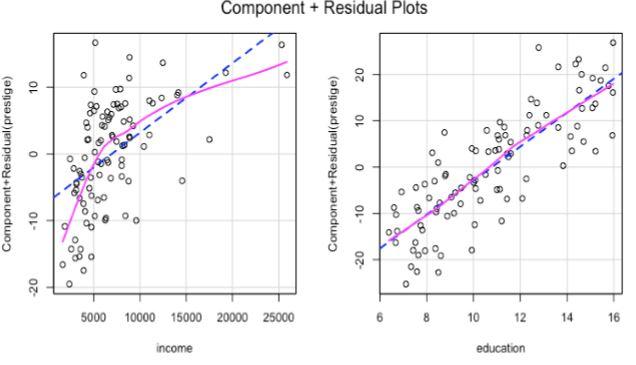 Component + Residual Plots
Component+Residual(prestige)
10
0
-10
-20
5000 10000 15000 20000 25000
income
Component+Residual(prestige)
20
10
0
-10
-20
6 8 10 12 14 16
education